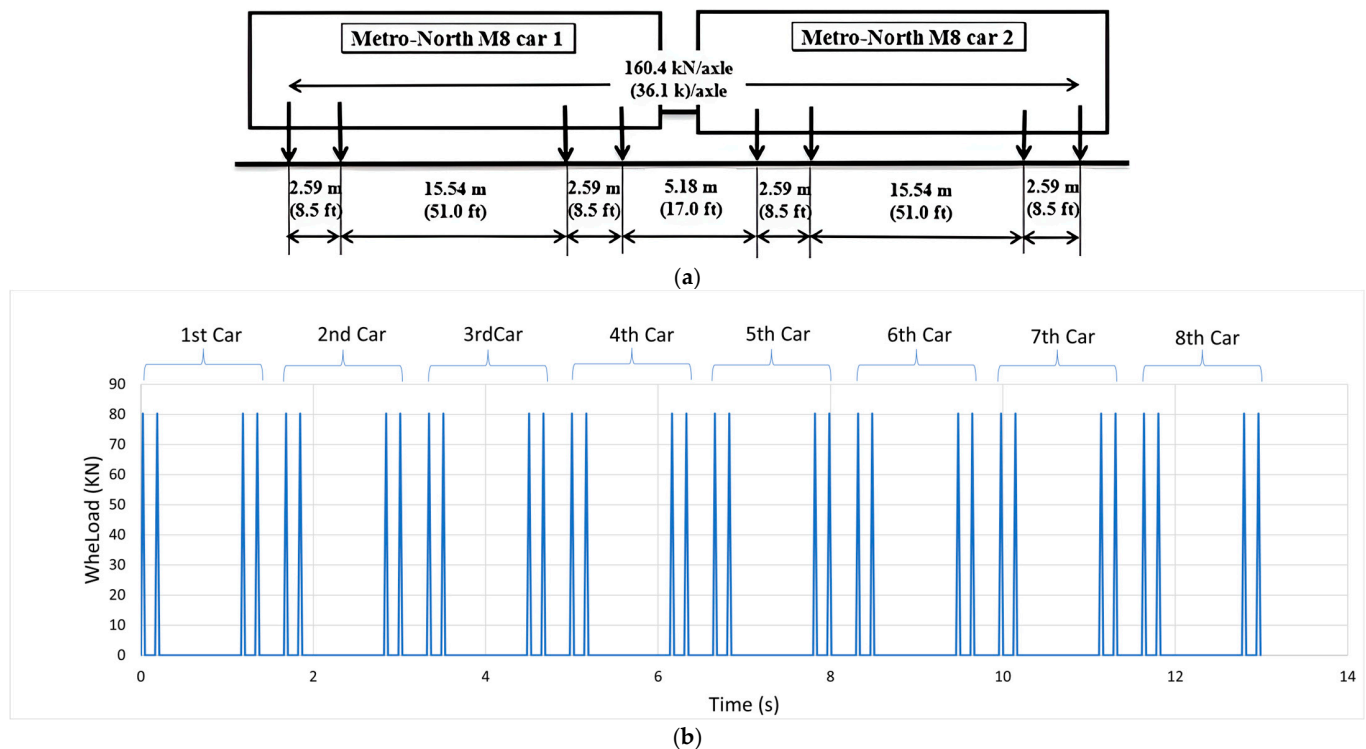 Metro-North M8 car 1
Metro-North M8 car 2
160.4 kN/axle
(36.1 k)/axle
2.59 m 15.54 m 2.59 m 5.18 m 2.59 m 15.54 m 2.59 m
(8.5 ft) (51.0 ft) (8.5 ft) (17.0 ft) (8.5 ft) (51.0 ft) (8.5 ft)
(a)
1st Car 2nd Car 3rdCar 4th Car 5th Car 6th Car 7th Car 8th Car
90
80
70
60
50
40
30
20
10
0
WheLoad (KN)
0 2 4 6 8 10 12 14
Time (s)
(b)